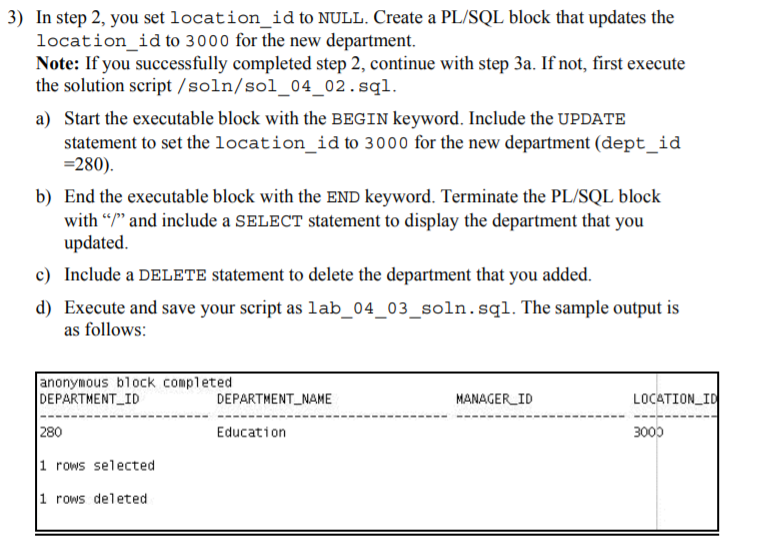 3) In step 2, you set location_id to NULL. Create a PL/SQL block that updates the
location_id to 3000 for the new department.
Note: If you successfully completed step 2, continue with step 3a. If not, first execute
the solution script /soln/sol_04_02.sql.
a) Start the executable block with the BEGIN keyword. Include the UPDATE
statement to set the location_id to 3000 for the new department (dept_id
=280).
b) End the executable block with the END keyword. Terminate the PL/SQL block
with “/” and include a SELECT statement to display the department that you
updated.
c) Include a DELETE statement to delete the department that you added.
d) Execute and save your script as lab_04_03_soln.sql. The sample output is
as follows:
anonymous block completed
DEPARTMENT_ID DEPARTMENT_NAME MANAGER_ID LOCATION_ID
280 Education 3000
1 rows selected
1 rows deleted